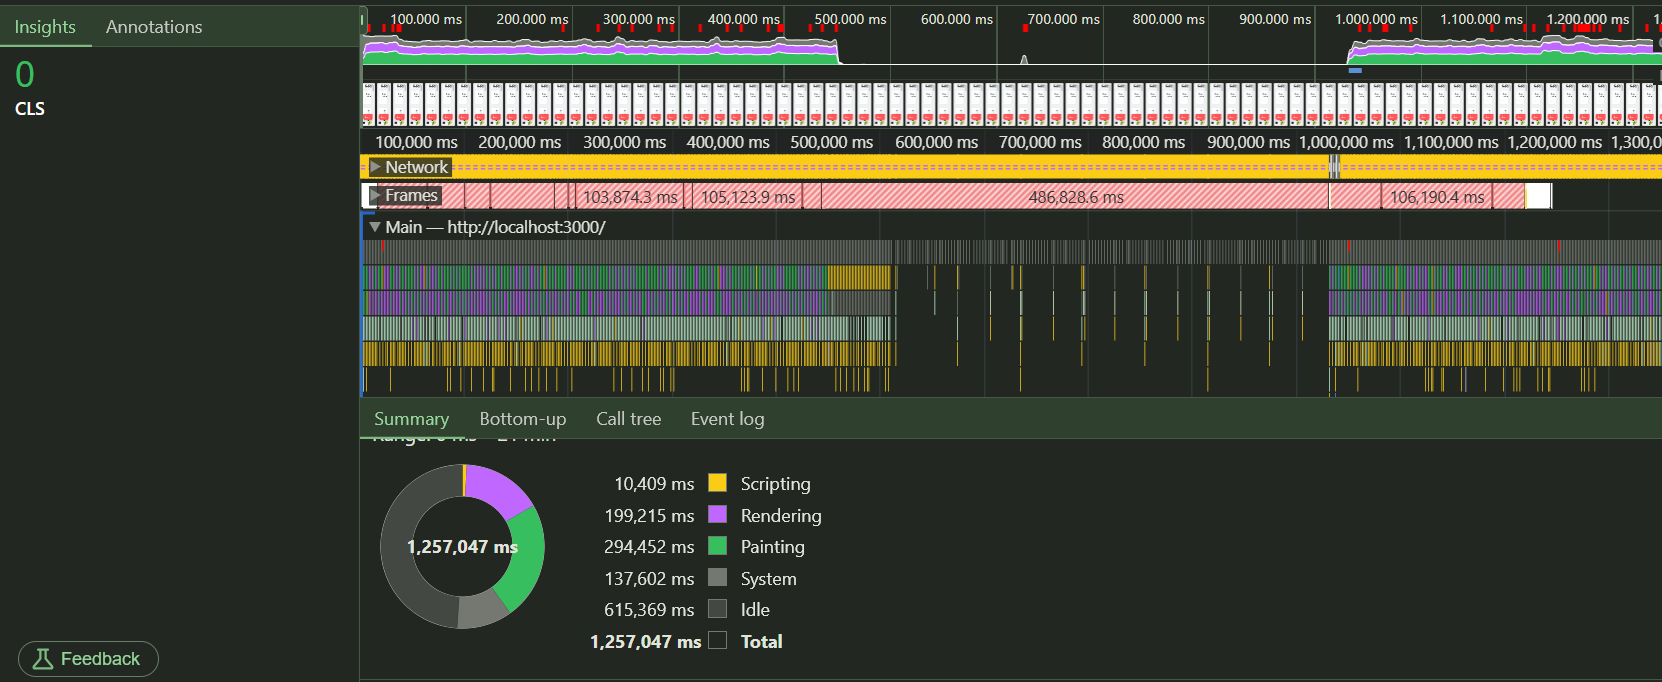 Insights Annotations
0
CLS
100.000 ms 200.000 ms 300.000 ms 400.000 ms 500.000 ms 600.000 ms 700.000 ms 800.000 ms 900.000 ms 1.000.000 ms 1.100.000 ms 1.200.000 ms
100,000 ms 200,000 ms 300,000 ms 400,000 ms 500,000 ms 600,000 ms 700,000 ms 800,000 ms 900,000 ms 1,000,000 ms 1,100,000 ms 1,200,000 ms 1,300,0
Network
Frames 103,874.3 ms 105,123.9 ms 486,828.6 ms 106,190.4 ms
Main — http://localhost:3000/
Summary Bottom-up Call tree Event log
1,257,047 ms
10,409 ms Scripting
199,215 ms Rendering
294,452 ms Painting
137,602 ms System
615,369 ms Idle
1,257,047 ms Total
Feedback